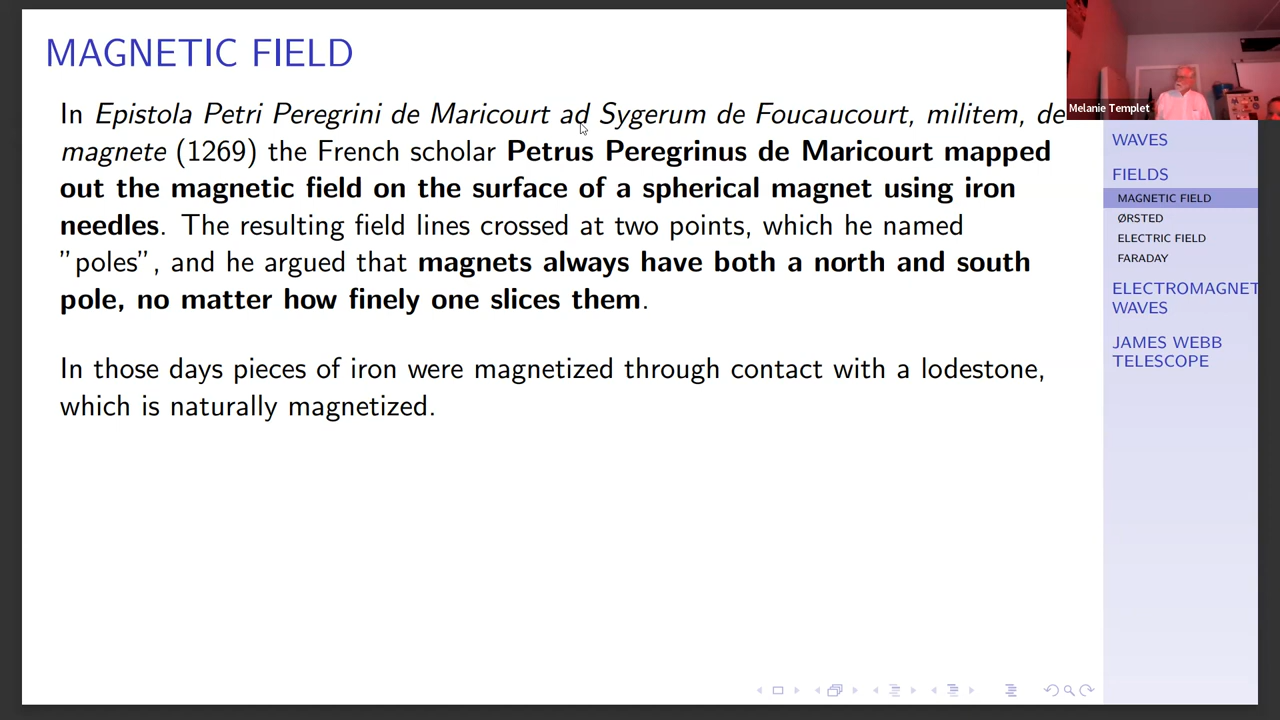 MAGNETIC FIELD
In Epistola Petri Peregrini de Maricourt ad Sygerum de Foucaucourt, militem, de
magnete (1269) the French scholar Petrus Peregrinus de Maricourt mapped
out the magnetic field on the surface of a spherical magnet using iron
needles. The resulting field lines crossed at two points, which he named
”poles”, and he argued that magnets always have both a north and south
pole, no matter how finely one slices them.
In those days pieces of iron were magnetized through contact with a lodestone,
which is naturally magnetized.
Melanie Templet
WAVES
FIELDS
MAGNETIC FIELD
ØRSTED
ELECTRIC FIELD
FARADAY
ELECTROMAGNET
WAVES
JAMES WEBB
TELESCOPE